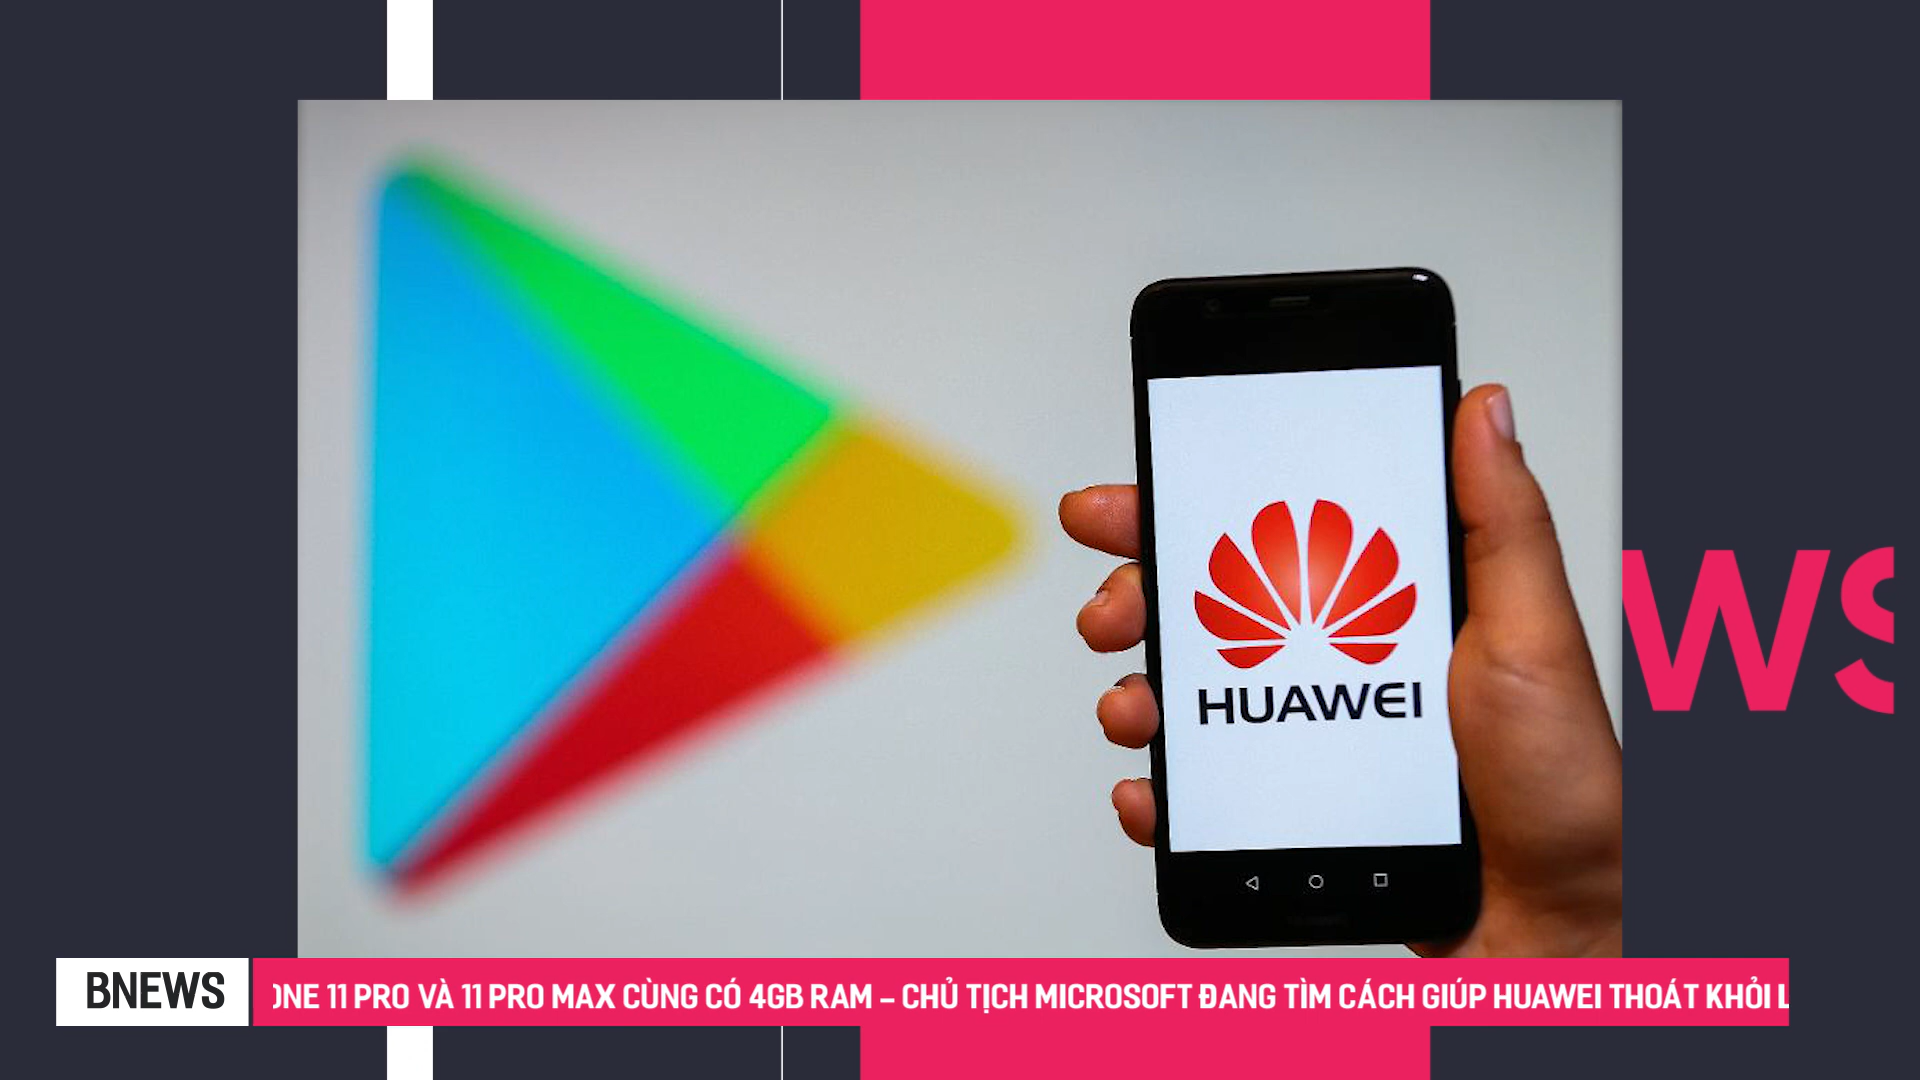 HUAWEI
WS
BNEWS
ONE 11 PRO VÀ 11 PRO MAX CÙNG CÓ 4GB RAM – CHỦ TỊCH MICROSOFT ĐANG TÌM CÁCH GIÚP HUAWEI THOÁT KHỎI L